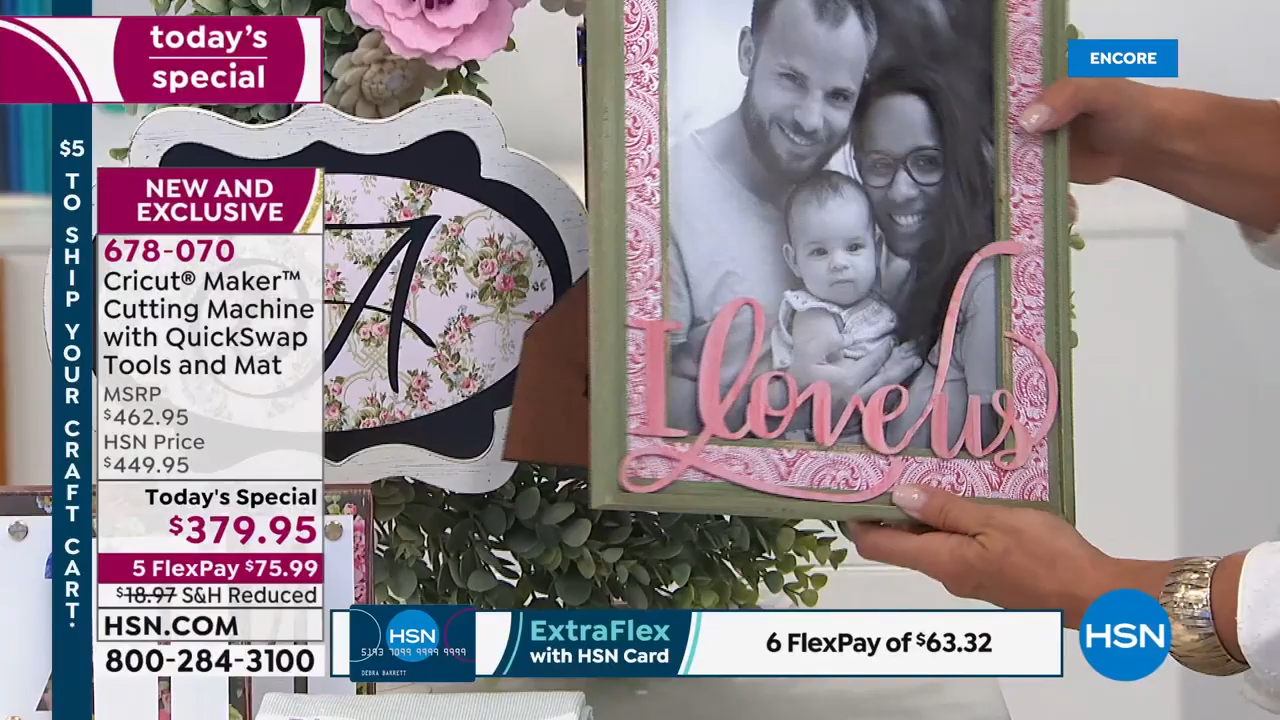 today's
special
ENCORE
$5 TO SHIP YOUR CRAFT CART!
NEW AND
EXCLUSIVE
678-070
Cricut® Maker™
Cutting Machine
with QuickSwap
Tools and Mat
MSRP
$462.95
HSN Price
$449.95
Today's Special
$379.95
5 FlexPay $75.99
$18.97 S&H Reduced
HSN.COM
800-284-3100
A
I love us
HSN
5193 7099 9999 9999
DEBRA BARRETT
ExtraFlex
with HSN Card
6 FlexPay of $63.32
HSN